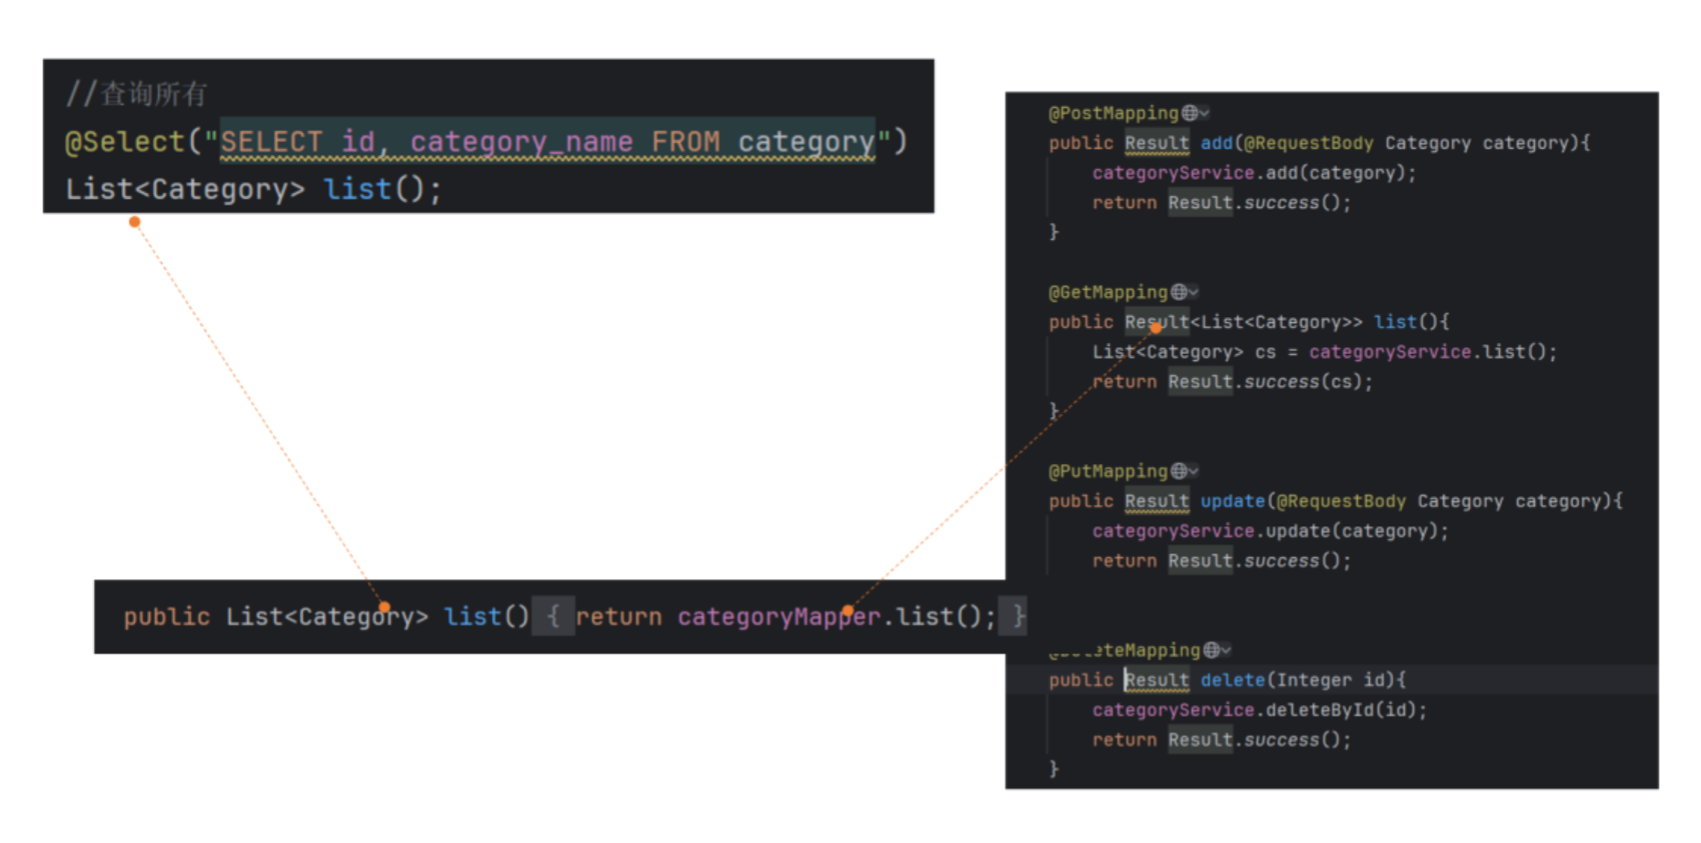 //查询所有
@Select("SELECT id, category_name FROM category")
List<Category> list();
public List<Category> list() { return categoryMapper.list(); }
@PostMapping
public Result add(@RequestBody Category category){
categoryService.add(category);
return Result.success();
}
@GetMapping
public Result<List<Category>> list(){
List<Category> cs = categoryService.list();
return Result.success(cs);
}
@PutMapping
public Result update(@RequestBody Category category){
categoryService.update(category);
return Result.success();
teMapping
public Result delete(Integer id){
categoryService.deleteById(id);
return Result.success();
}